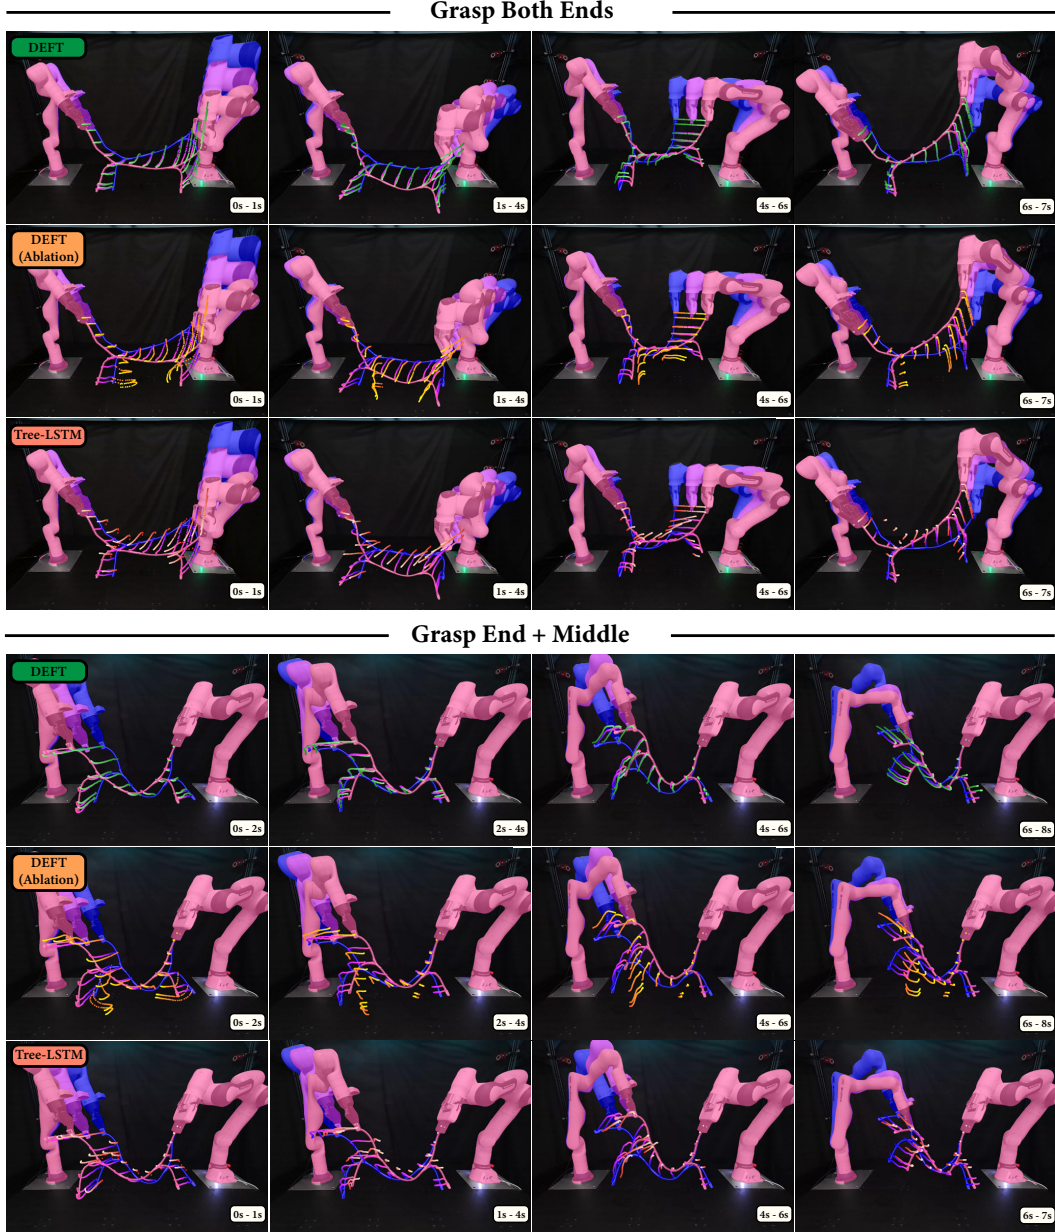 Grasp Both Ends
DEFT
0s - 1s
1s - 4s
4s - 6s
6s - 7s
DEFT
(Ablation)
0s - 1s
1s - 4s
4s - 6s
6s - 7s
Tree-LSTM
0s - 1s
1s - 4s
4s - 6s
6s - 7s
Grasp End + Middle
DEFT
0s - 2s
2s - 4s
4s - 6s
6s - 8s
DEFT
(Ablation)
0s - 2s
2s - 4s
4s - 6s
6s - 8s
Tree-LSTM
0s - 1s
1s - 4s
4s - 6s
6s - 7s